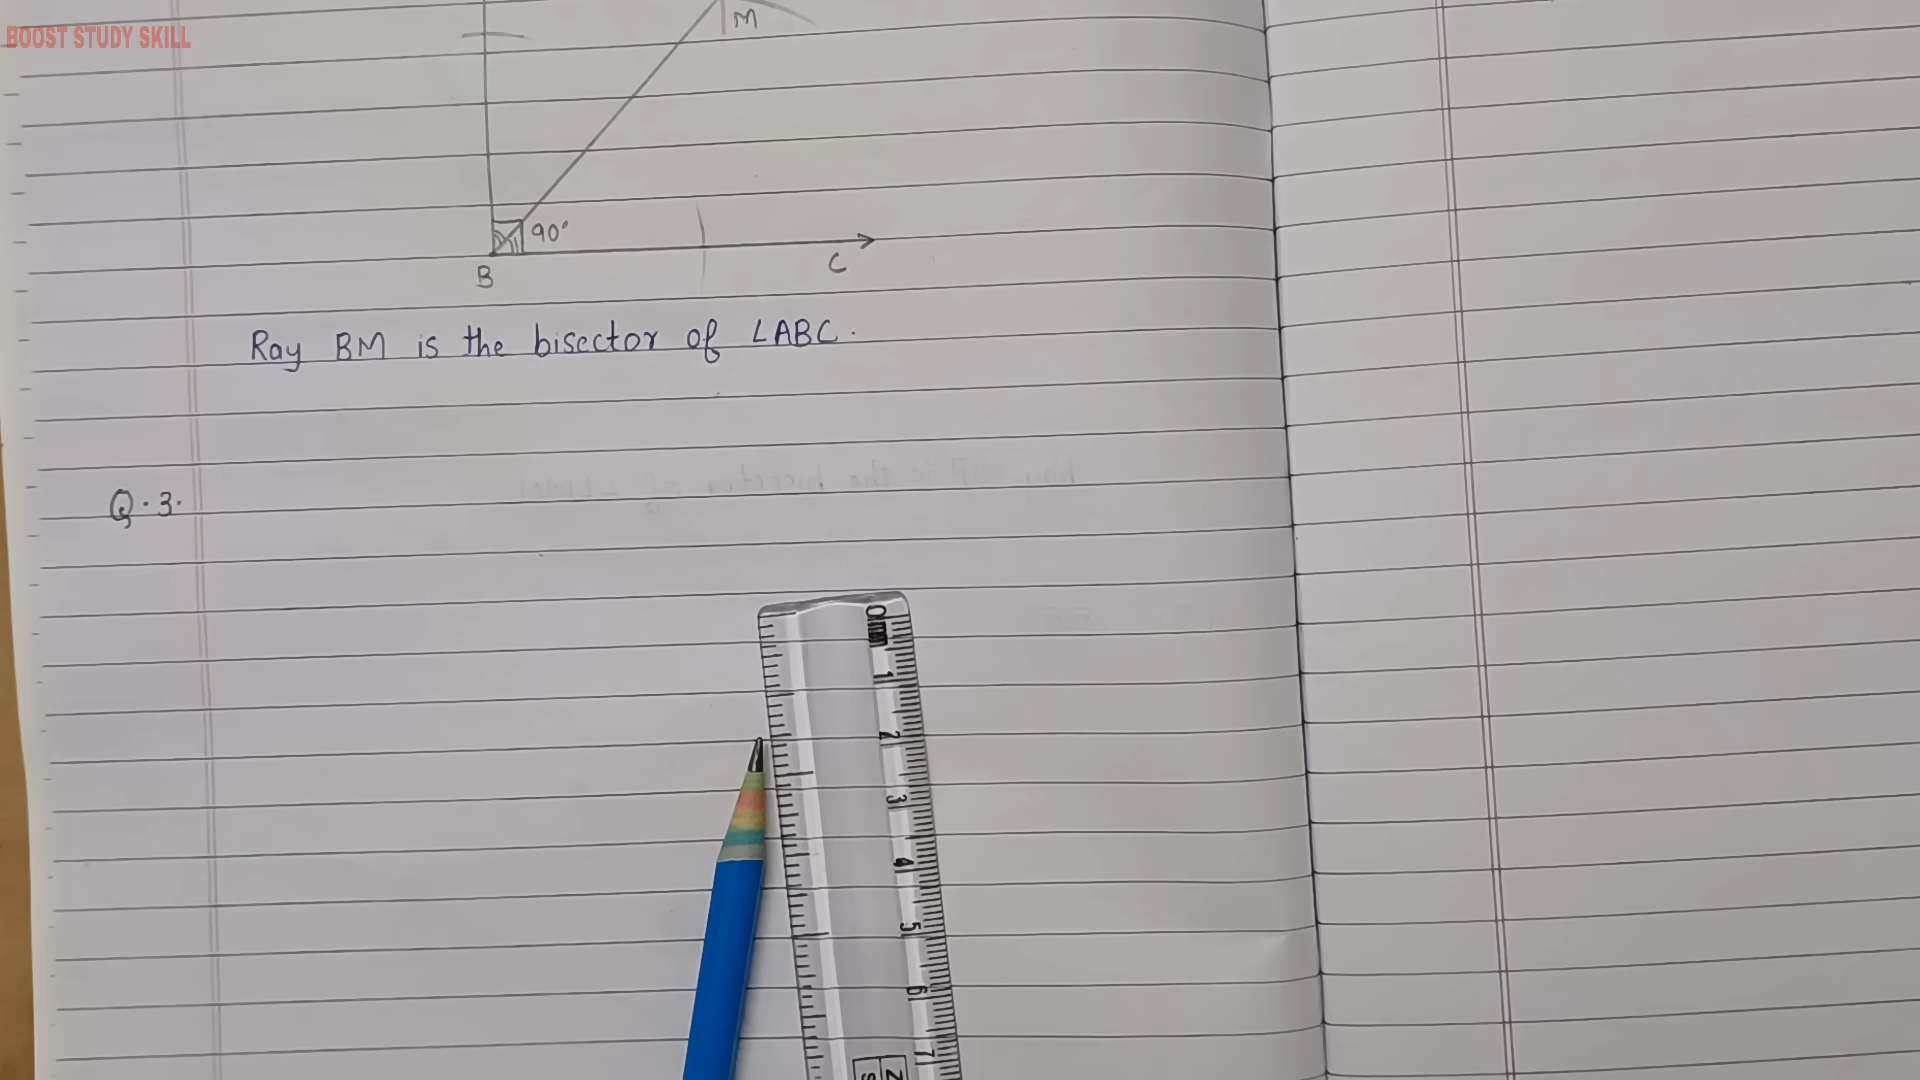 BOOST STUDY SKILL
M
90°
B
C
Ray BM is the bisector of ∠ABC.
Q.3.
0mm
1
2
3
4
5
6
7